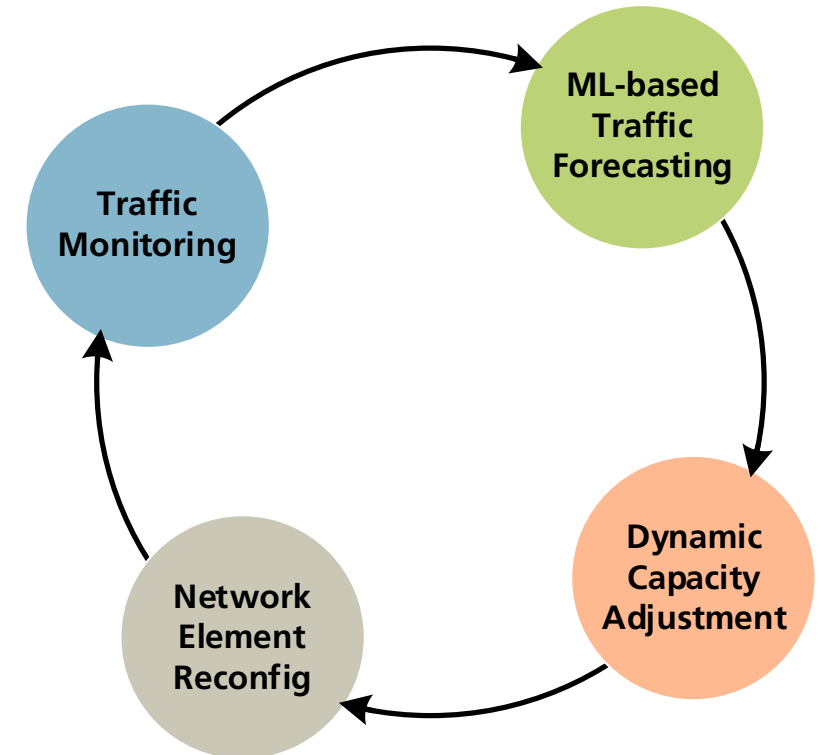 Traffic
Monitoring
ML-based
Traffic
Forecasting
Dynamic
Capacity
Adjustment
Network
Element
Reconfig